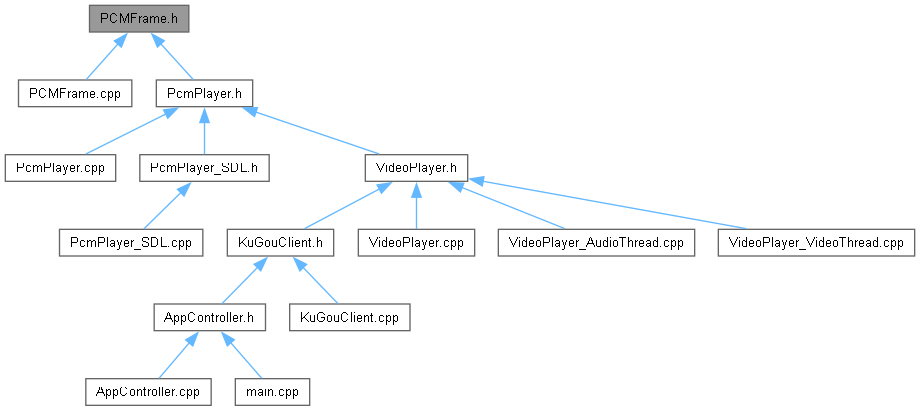 PCMFrame.h
PCMFrame.cpp
PcmPlayer.h
PcmPlayer.cpp
PcmPlayer_SDL.h
VideoPlayer.h
PcmPlayer_SDL.cpp
KuGouClient.h
VideoPlayer.cpp
VideoPlayer_AudioThread.cpp
VideoPlayer_VideoThread.cpp
AppController.h
KuGouClient.cpp
AppController.cpp
main.cpp